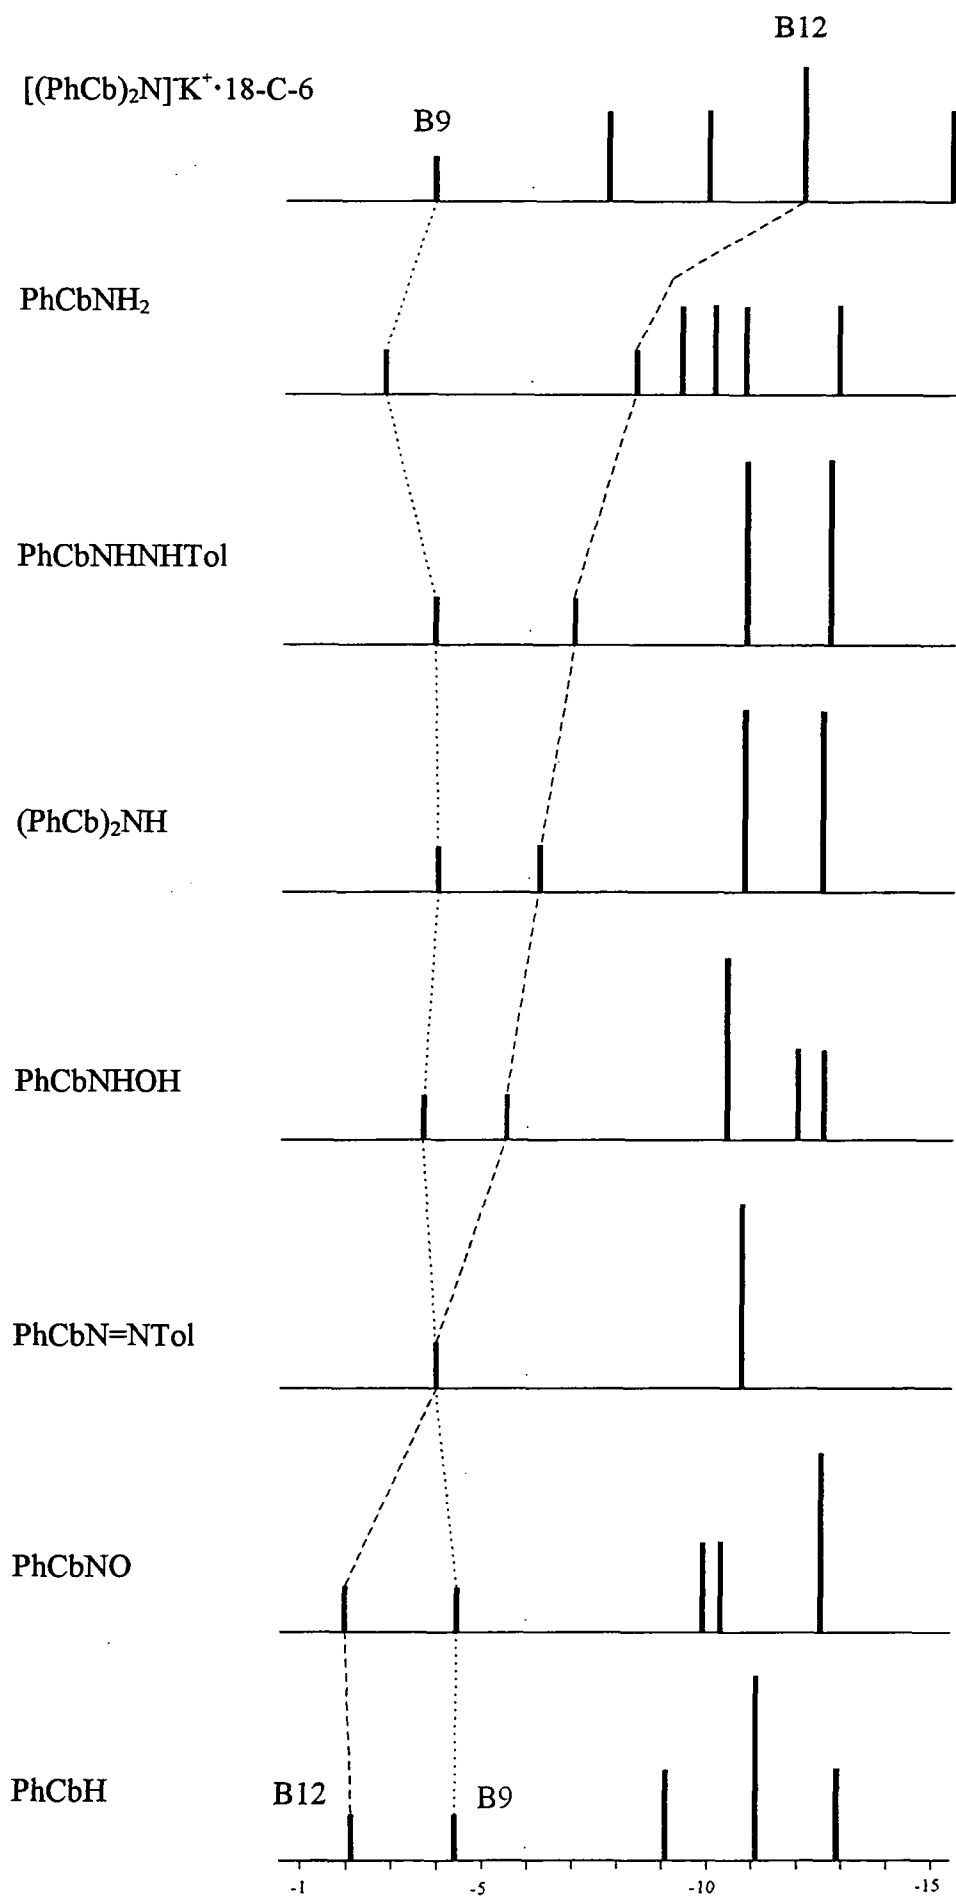 B12
[(PhCb)₂N]⁻K⁺·18-C-6
B9
PhCbNH₂
PhCbNHNHTol
(PhCb)₂NH
PhCbNHOH
PhCbN=NTol
PhCbNO
PhCbH
B12
B9
-1
-5
-10
-15